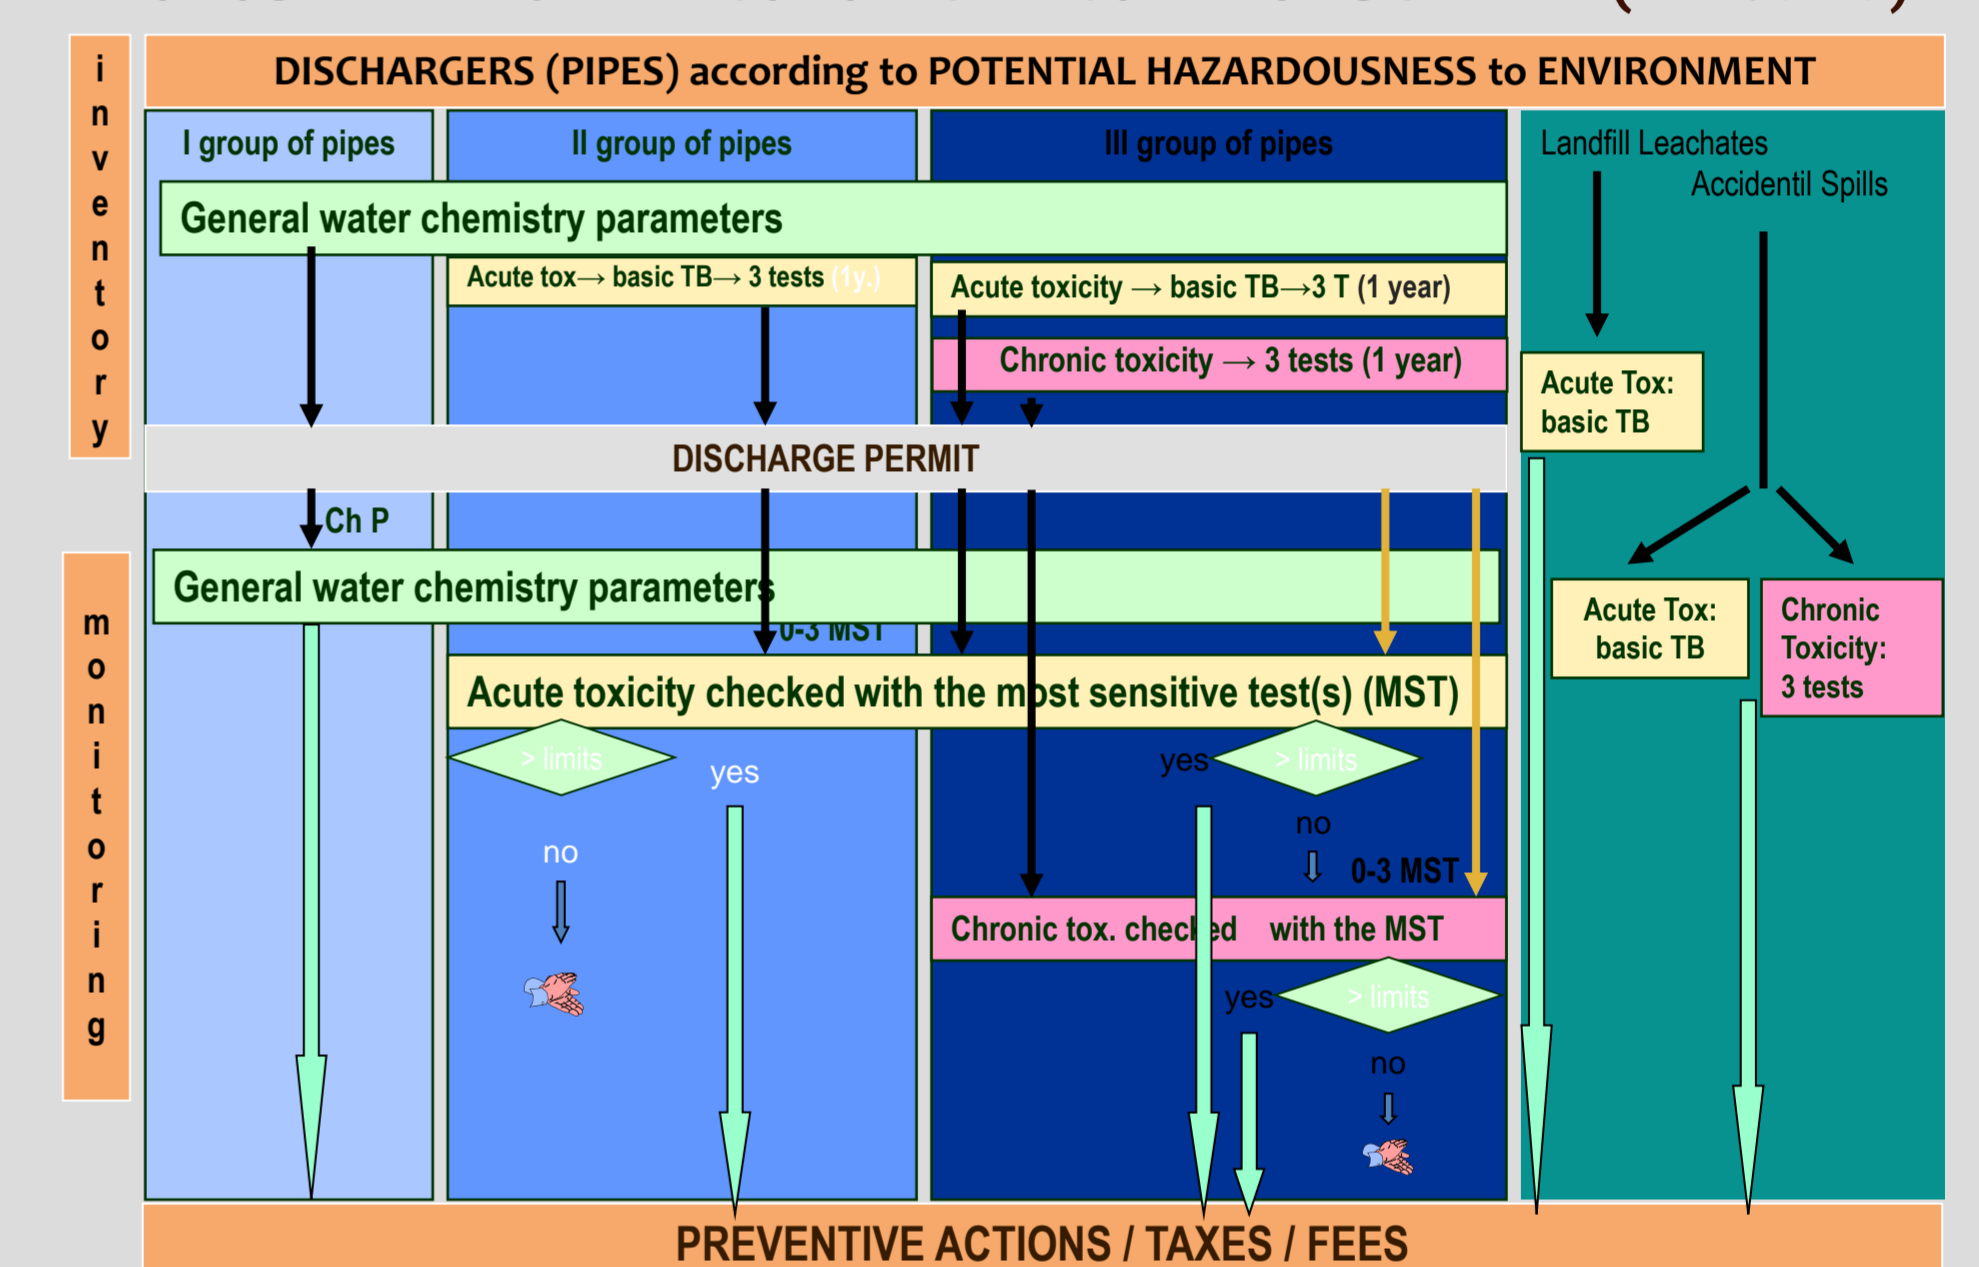 inventory
DISCHARGERS (PIPES) according to POTENTIAL HAZARDOUSNESS to ENVIRONMENT
I group of pipes
II group of pipes
III group of pipes
Landfill Leachates
Accidentil Spills
General water chemistry parameters
Acute tox→ basic TB→ 3 tests (1y.)
Acute toxicity → basic TB→3 T (1 year)
Chronic toxicity → 3 tests (1 year)
Acute Tox:
basic TB
DISCHARGE PERMIT
Ch P
monitoring
General water chemistry parameters
0-3 MST
Acute Tox:
basic TB
Chronic
Toxicity:
3 tests
Acute toxicity checked with the most sensitive test(s) (MST)
> limits
yes
yes
> limits
no
no
0-3 MST
Chronic tox. checked with the MST
yes
> limits
no
PREVENTIVE ACTIONS / TAXES / FEES